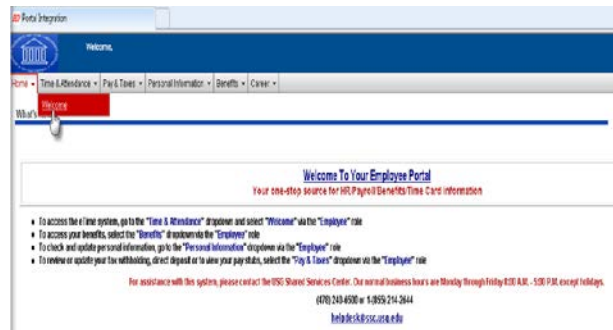 Portal Integration
Welcome,
Home Time & Attendance Pay & Taxes Personal Information Benefits Career
Welcome
What's
Welcome To Your Employee Portal
Your one-stop source for HR/Payroll/Benefits/Time Card information
To access the eTime system, go to the "Time & Attendance" dropdown and select "Welcome" via the "Employee" role
To access your benefits, select the "Benefits" dropdown via the "Employee" role
To check and update personal information, go to the "Personal Information" dropdown via the "Employee" role
To review or update your tax withholding, direct deposit or to view your pay stubs, select the "Pay & Taxes" dropdown via the "Employee" role
For assistance with this system, please contact the USG Shared Services Center. Our normal business hours are Monday through Friday 8:00 A.M. - 5:00 P.M. except holidays.
(478) 240-6500 or 1-(855) 214-2644
helpdesk@ssc.usg.edu